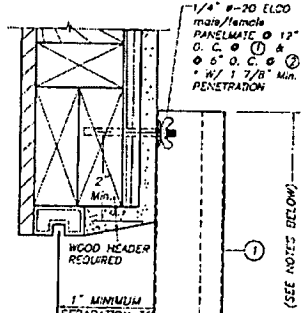 1/4" ø-20 ELCO
male/female
PANELMATE @ 12"
O. C. @ ① &
@ 6" O. C. @ ②
* W/ 1 7/8" Min.
PENETRATION
2"
Min.
WOOD HEADER
REQUIRED
①
(SEE NOTES BELOW)
1" MINIMUM
SEPARATION